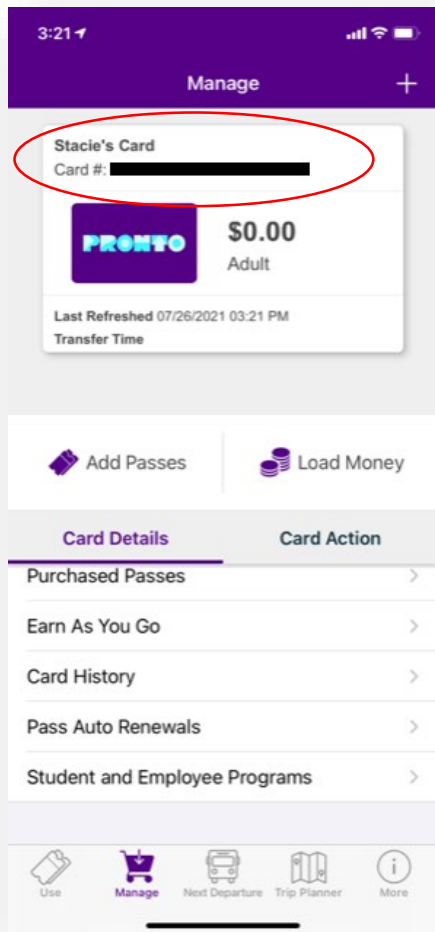 3:21
Manage
Stacie's Card
Card #:
PRONTO
$0.00
Adult
Last Refreshed 07/26/2021 03:21 PM
Transfer Time
Add Passes
Load Money
Card Details
Card Action
Purchased Passes
Earn As You Go
Card History
Pass Auto Renewals
Student and Employee Programs
Use
Manage
Next Departure
Trip Planner
More